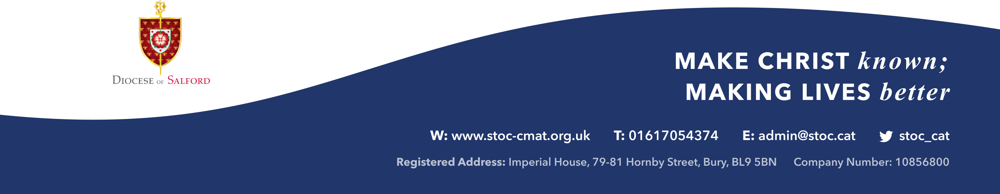 DIOCESE OF SALFORD
MAKE CHRIST known;
MAKING LIVES better
W: www.stoc-cmat.org.uk T: 01617054374 E: admin@stoc.cat stoc_cat
Registered Address: Imperial House, 79-81 Hornby Street, Bury, BL9 5BN Company Number: 10856800